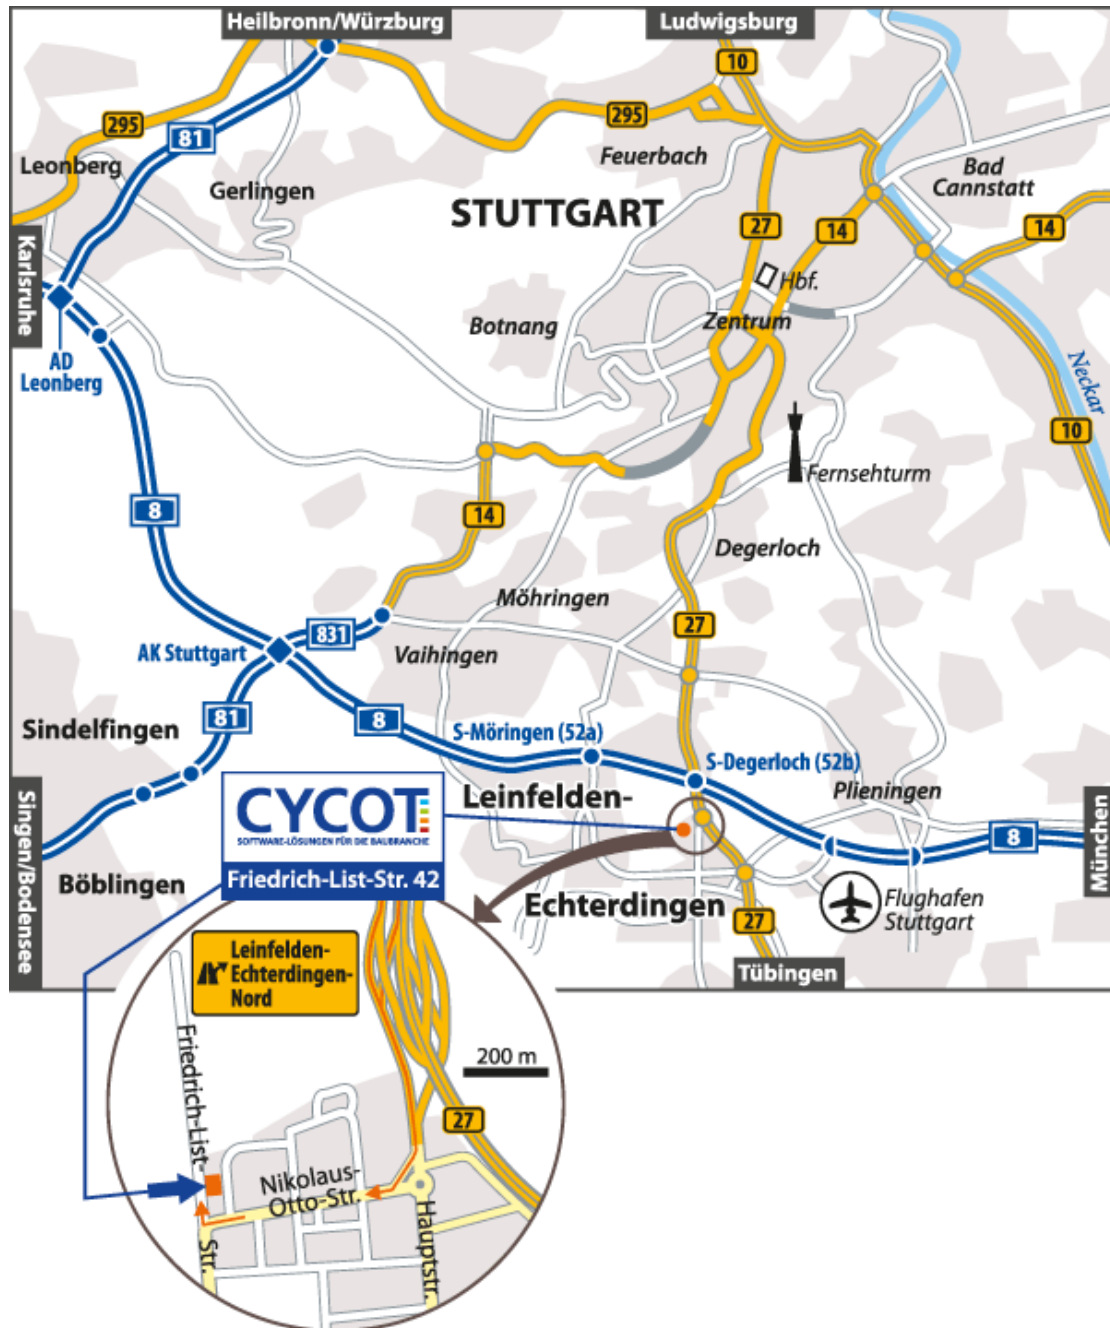 Heilbronn/Würzburg
Ludwigsburg
10
295
81
295
Leonberg
Gerlingen
Feuerbach
Bad
Cannstatt
STUTTGART
27
14
14
Karlsruhe
Hbf.
Botnang
Zentrum
AD
Leonberg
Neckar
10
Fernsehturm
8
14
Degerloch
Möhringen
27
831
AK Stuttgart
Vaihingen
81
8
Sindelfingen
S-Möringen (52a)
S-Degerloch (52b)
Plieningen
Singen/Bodensee
CYCOT
SOFTWARE-LÖSUNGEN FÜR DIE BAUBRANCHE
Friedrich-List-Str. 42
Leinfelden-
Echterdingen
8
München
Böblingen
Flughafen
Stuttgart
27
Tübingen
Leinfelden-
Echterdingen-
Nord
200 m
27
Friedrich-List-
Str.
Nikolaus-
Otto-Str.
Hauptstr.